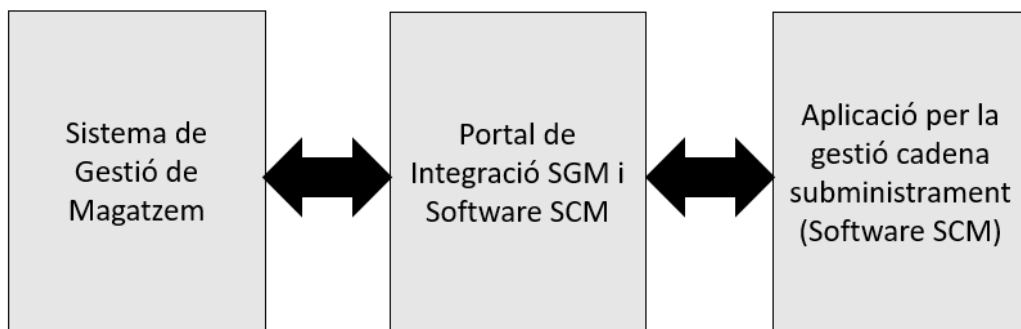 Sistema de
Gestió de
Magatzem
Portal de
Integració SGM i
Software SCM
Aplicació per la
gestió cadena
subministrament
(Software SCM)